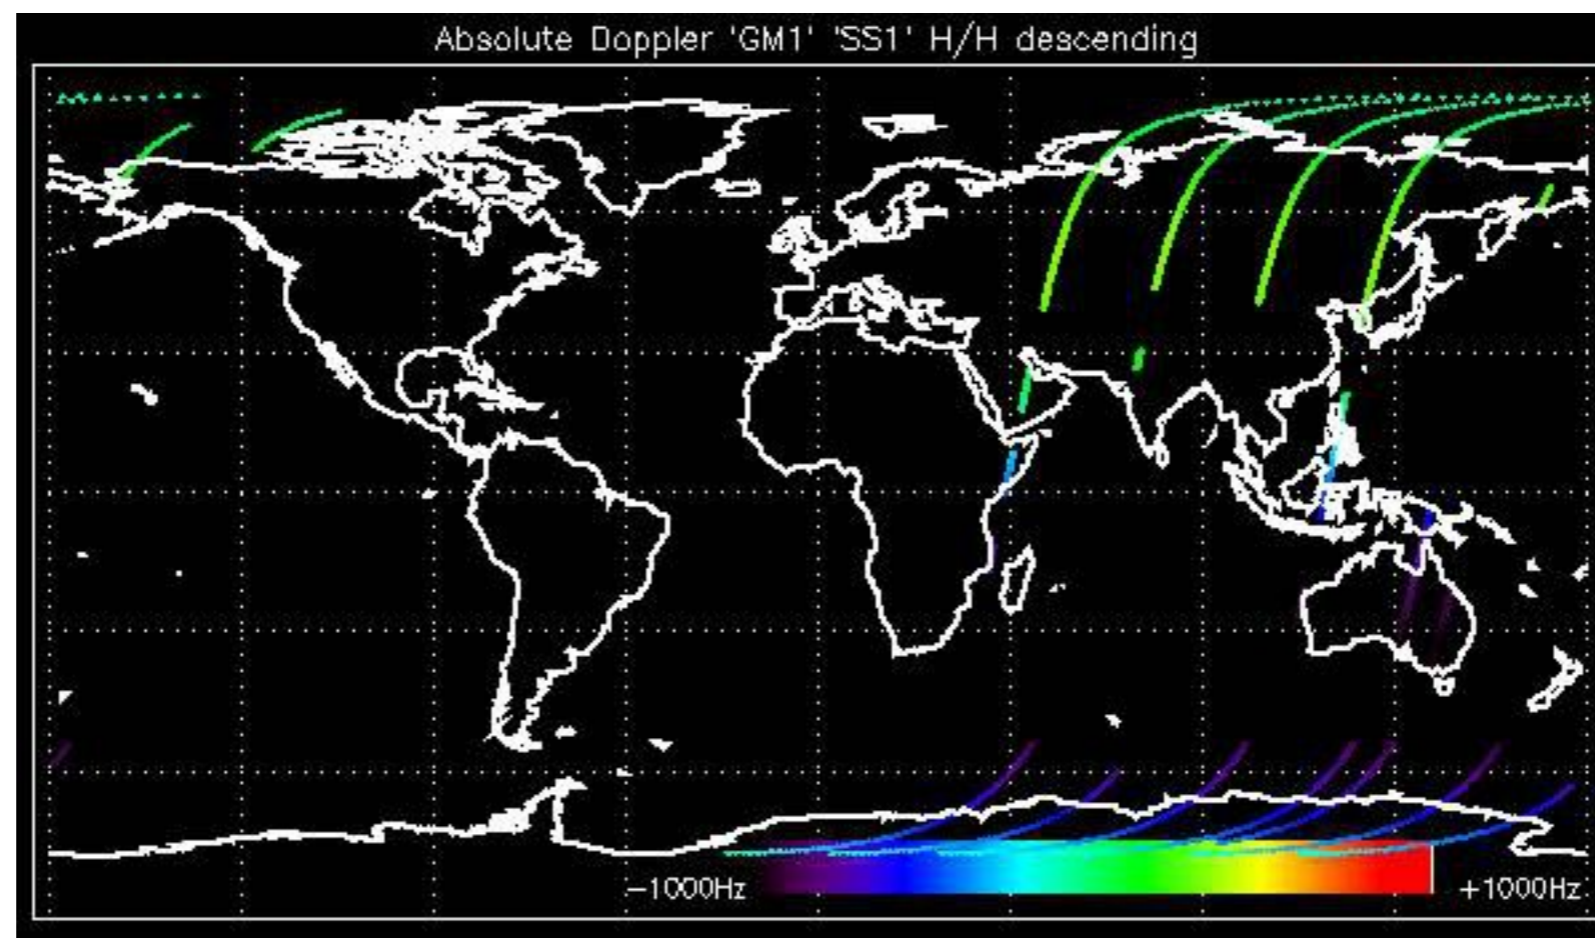 Absolute Doppler 'GM1' 'SS1' H/H descending
-1000Hz
+1000Hz